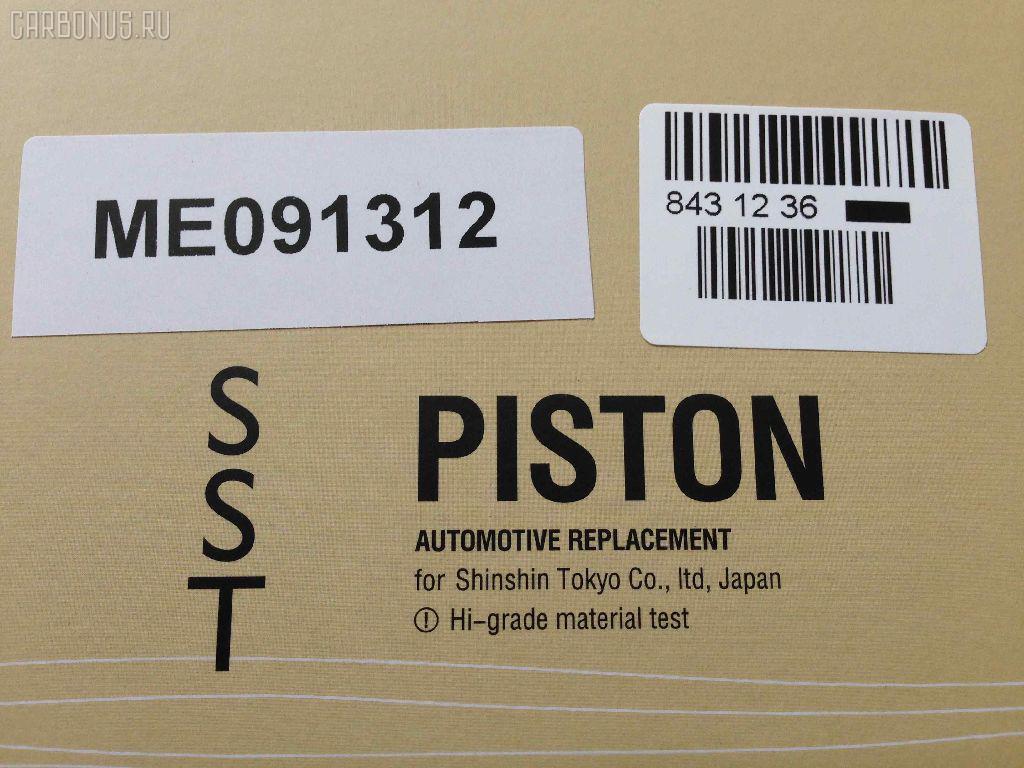 CARBONUS.RU
ME091312
843 12 36
SST
PISTON
AUTOMOTIVE REPLACEMENT
for Shinshin Tokyo Co., ltd, Japan
! Hi-grade material test